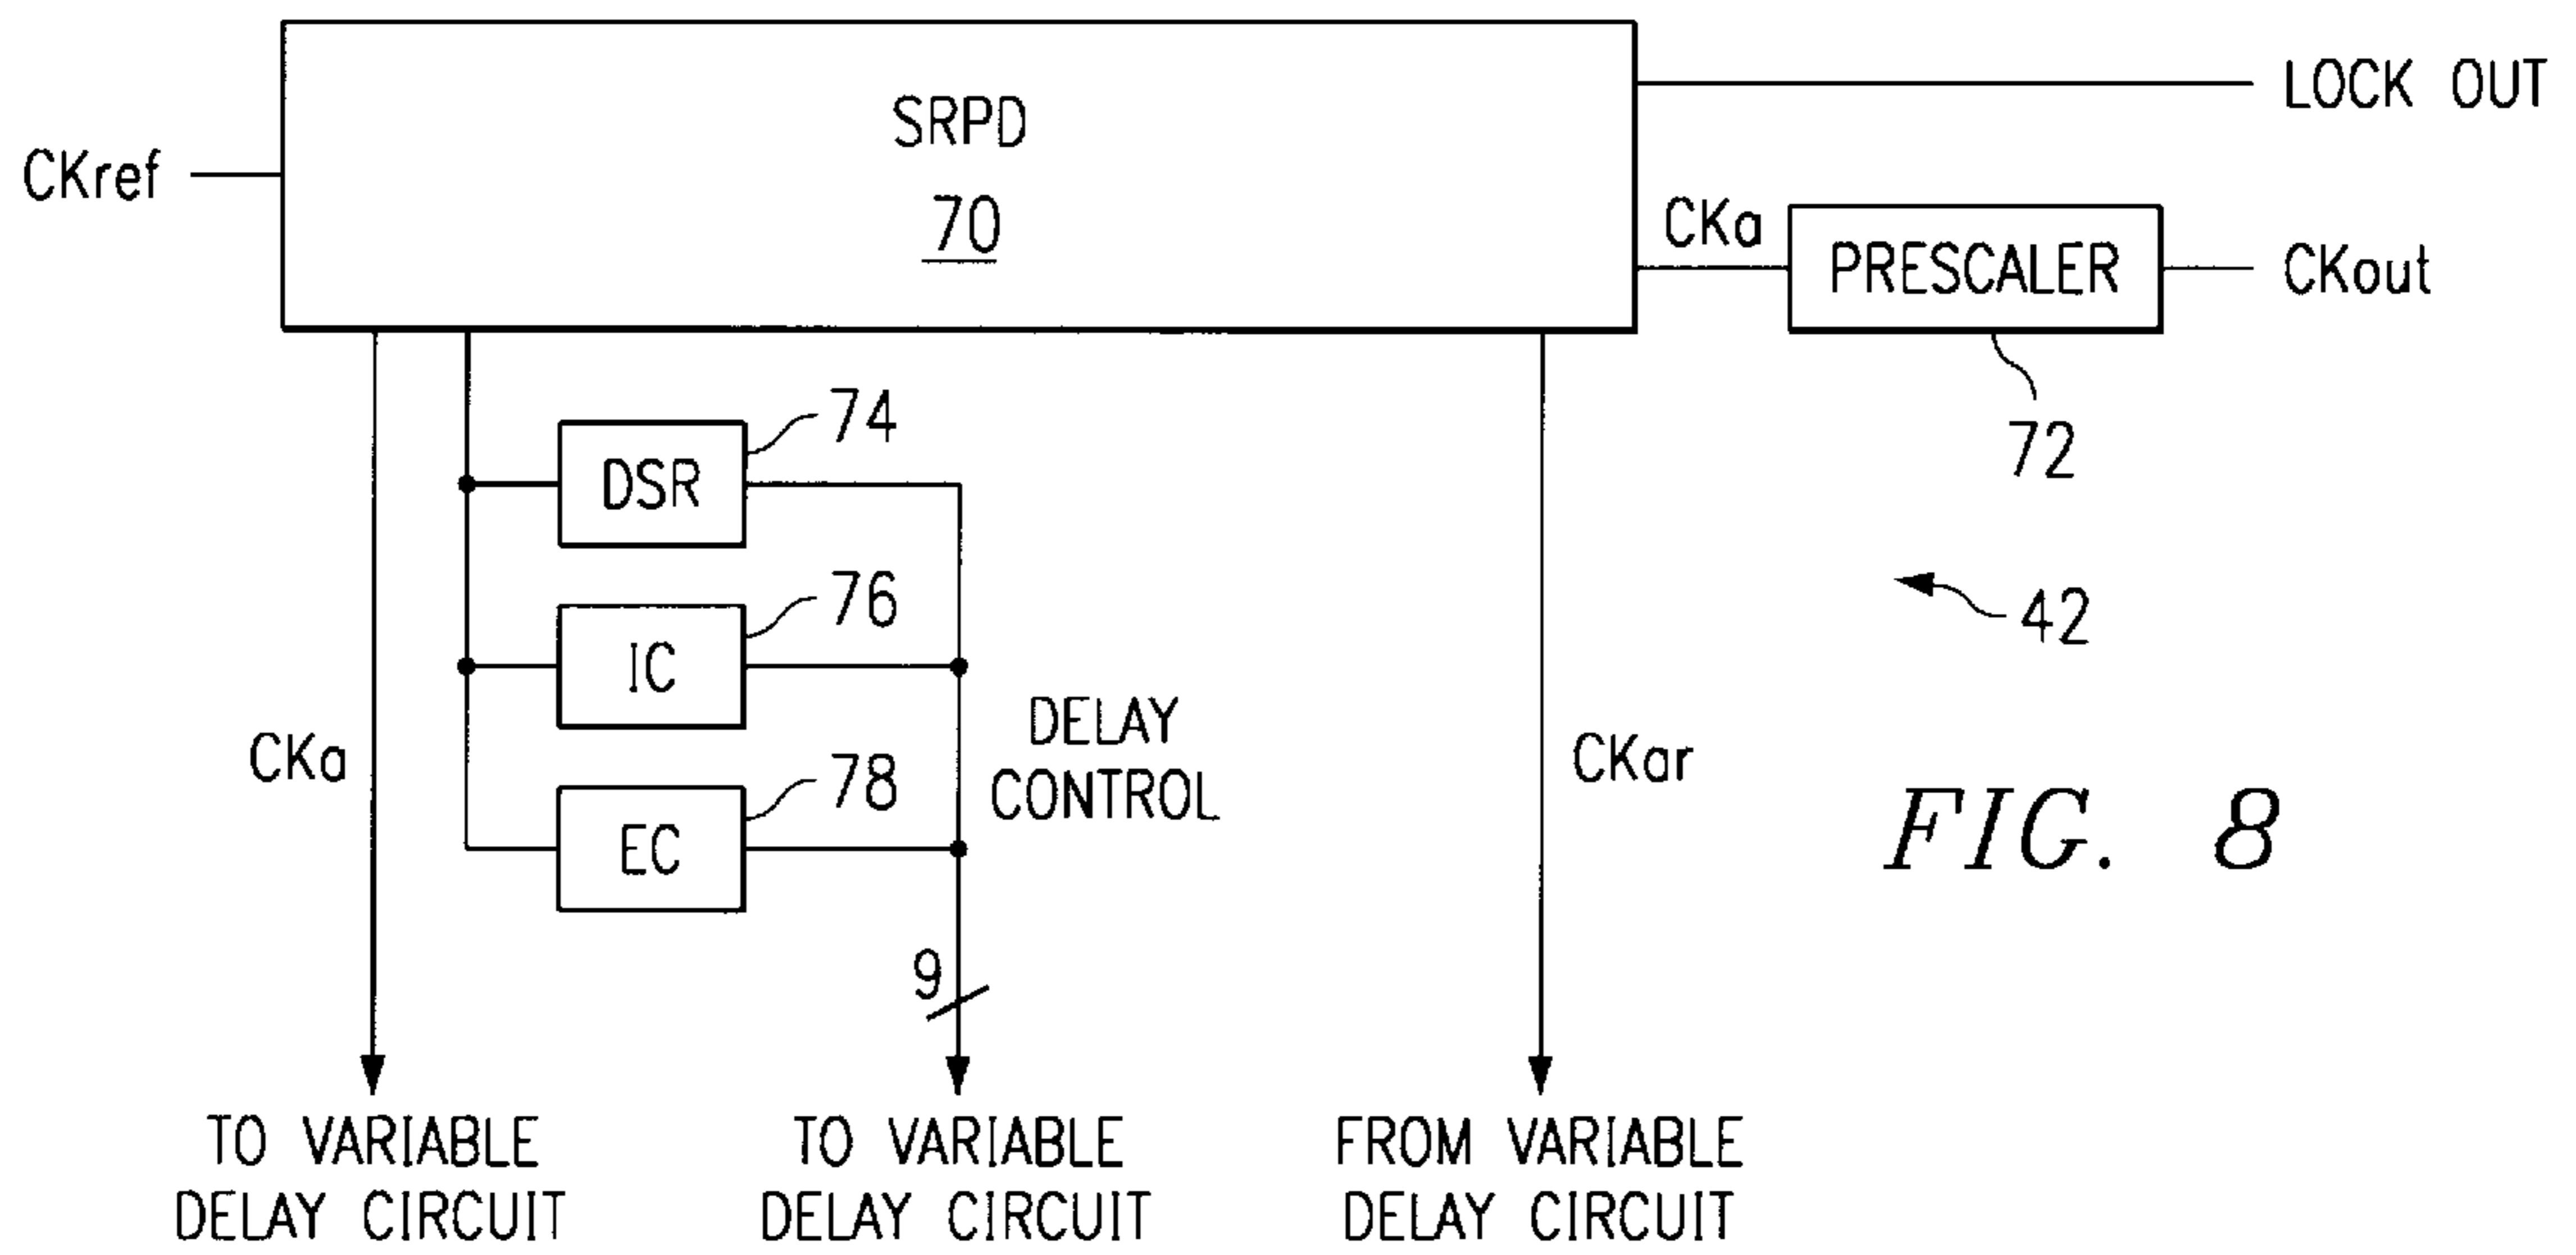 LOCK OUT
SRPD
CKref
70
CKa
PRESCALER
CKout
74
72
DSR
76
42
IC
DELAY
CONTROL
CKa
78
CKar
EC
FIG. 8
9
TO VARIABLE
DELAY CIRCUIT
TO VARIABLE
DELAY CIRCUIT
FROM VARIABLE
DELAY CIRCUIT